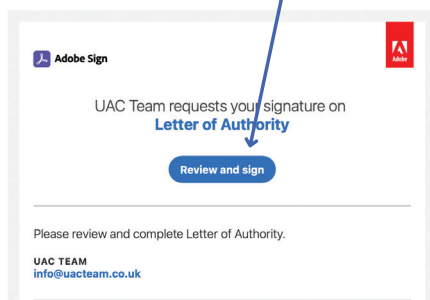 Adobe Sign
Adobe
UAC Team requests your signature on
Letter of Authority
Review and sign
Please review and complete Letter of Authority.
UAC TEAM
info@uacteam.co.uk